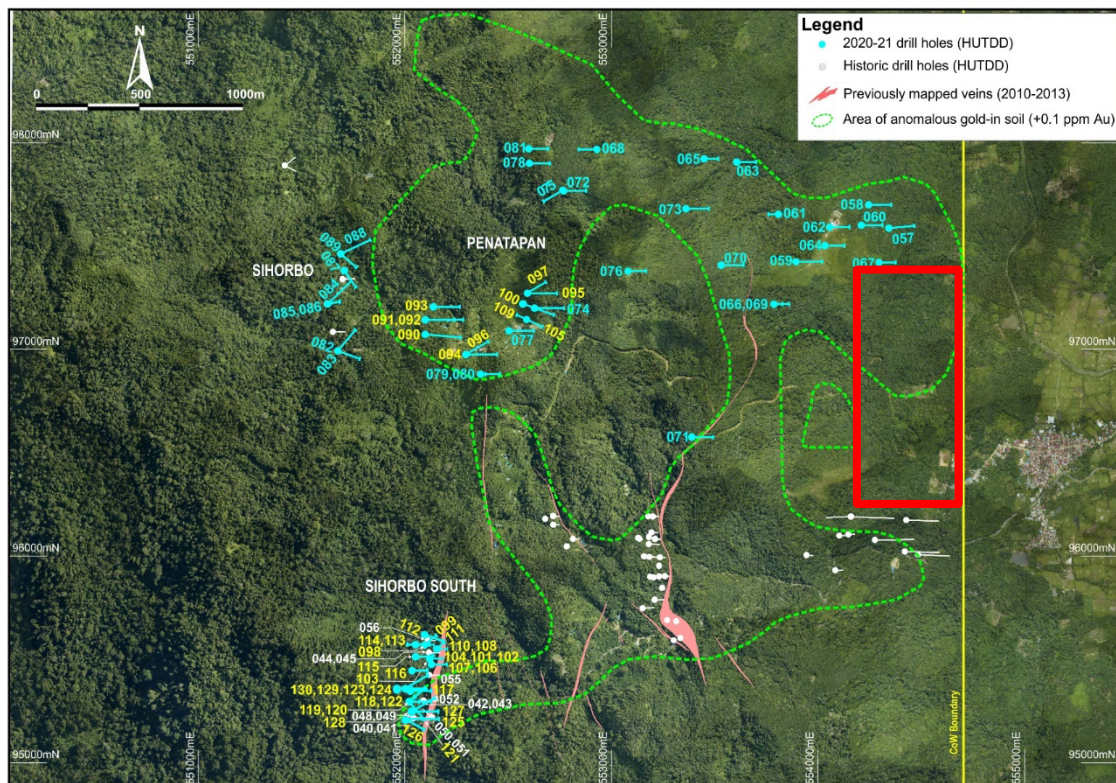 Legend
2020-21 drill holes (HUTDD)
Historic drill holes (HUTDD)
Previously mapped veins (2010-2013)
Area of anomalous gold-in soil (+0.1 ppm Au)
N
0 500 1000m
551000mE
552000mE
553000mE
98000mN
081
068
078
065
063
075
072
073
061
058
060
062
057
064
059
067
070
076
066,069
089,088
087
084
085,086
082
083
SIHORBO
PENATAPAN
097
095
100
074
109
105
093
091,092
090
077
096
094
079,080
97000mN
071
96000mN
SIHORBO SOUTH
056
112
099
111
114,113
098
110,108
044,045
104,101,102
115
107,106
116
103
055
130,129,123,124
117
118,122
052
042,043
119,120
127
048,049
128
125
040,041
126
050,051
121
95000mN
551000mE
552000mE
553000mE
554000mE
555000mE
CoW Boundary